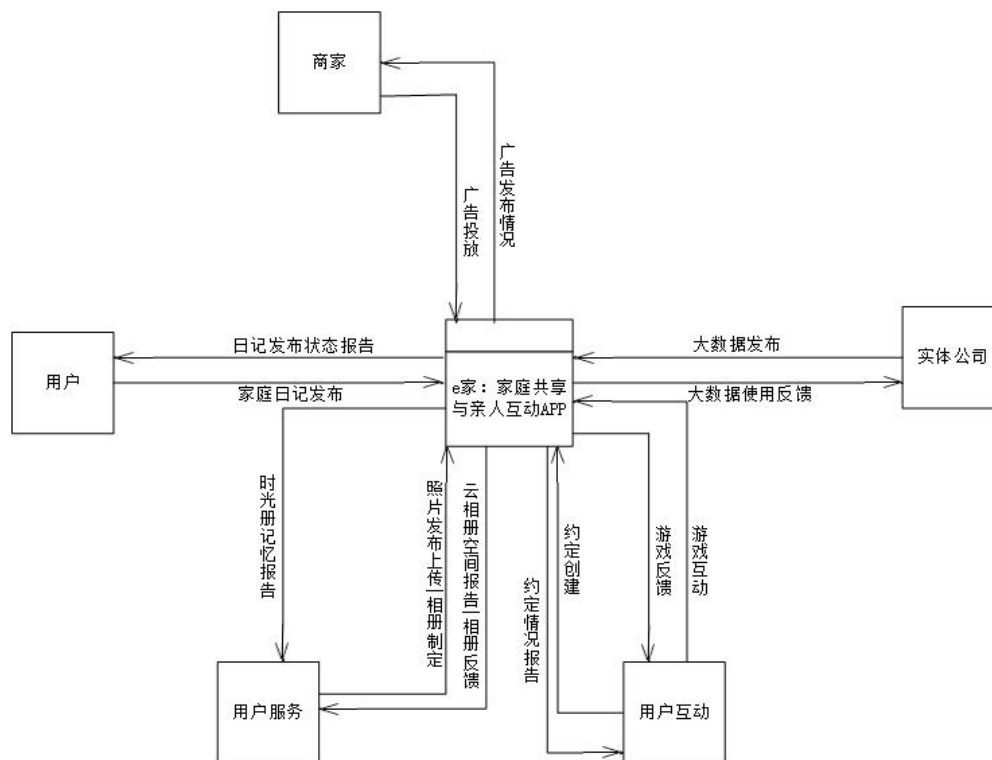 商家
广告投放
广告发布情况
用户
日记发布状态报告
家庭日记发布
e家：家庭共享
与亲人互动APP
大数据发布
大数据使用反馈
实体公司
时光册记忆报告
照片发布上传|相册制定
云相册空间报告|相册反馈
约定情况报告
约定创建
游戏反馈
游戏互动
用户服务
用户互动